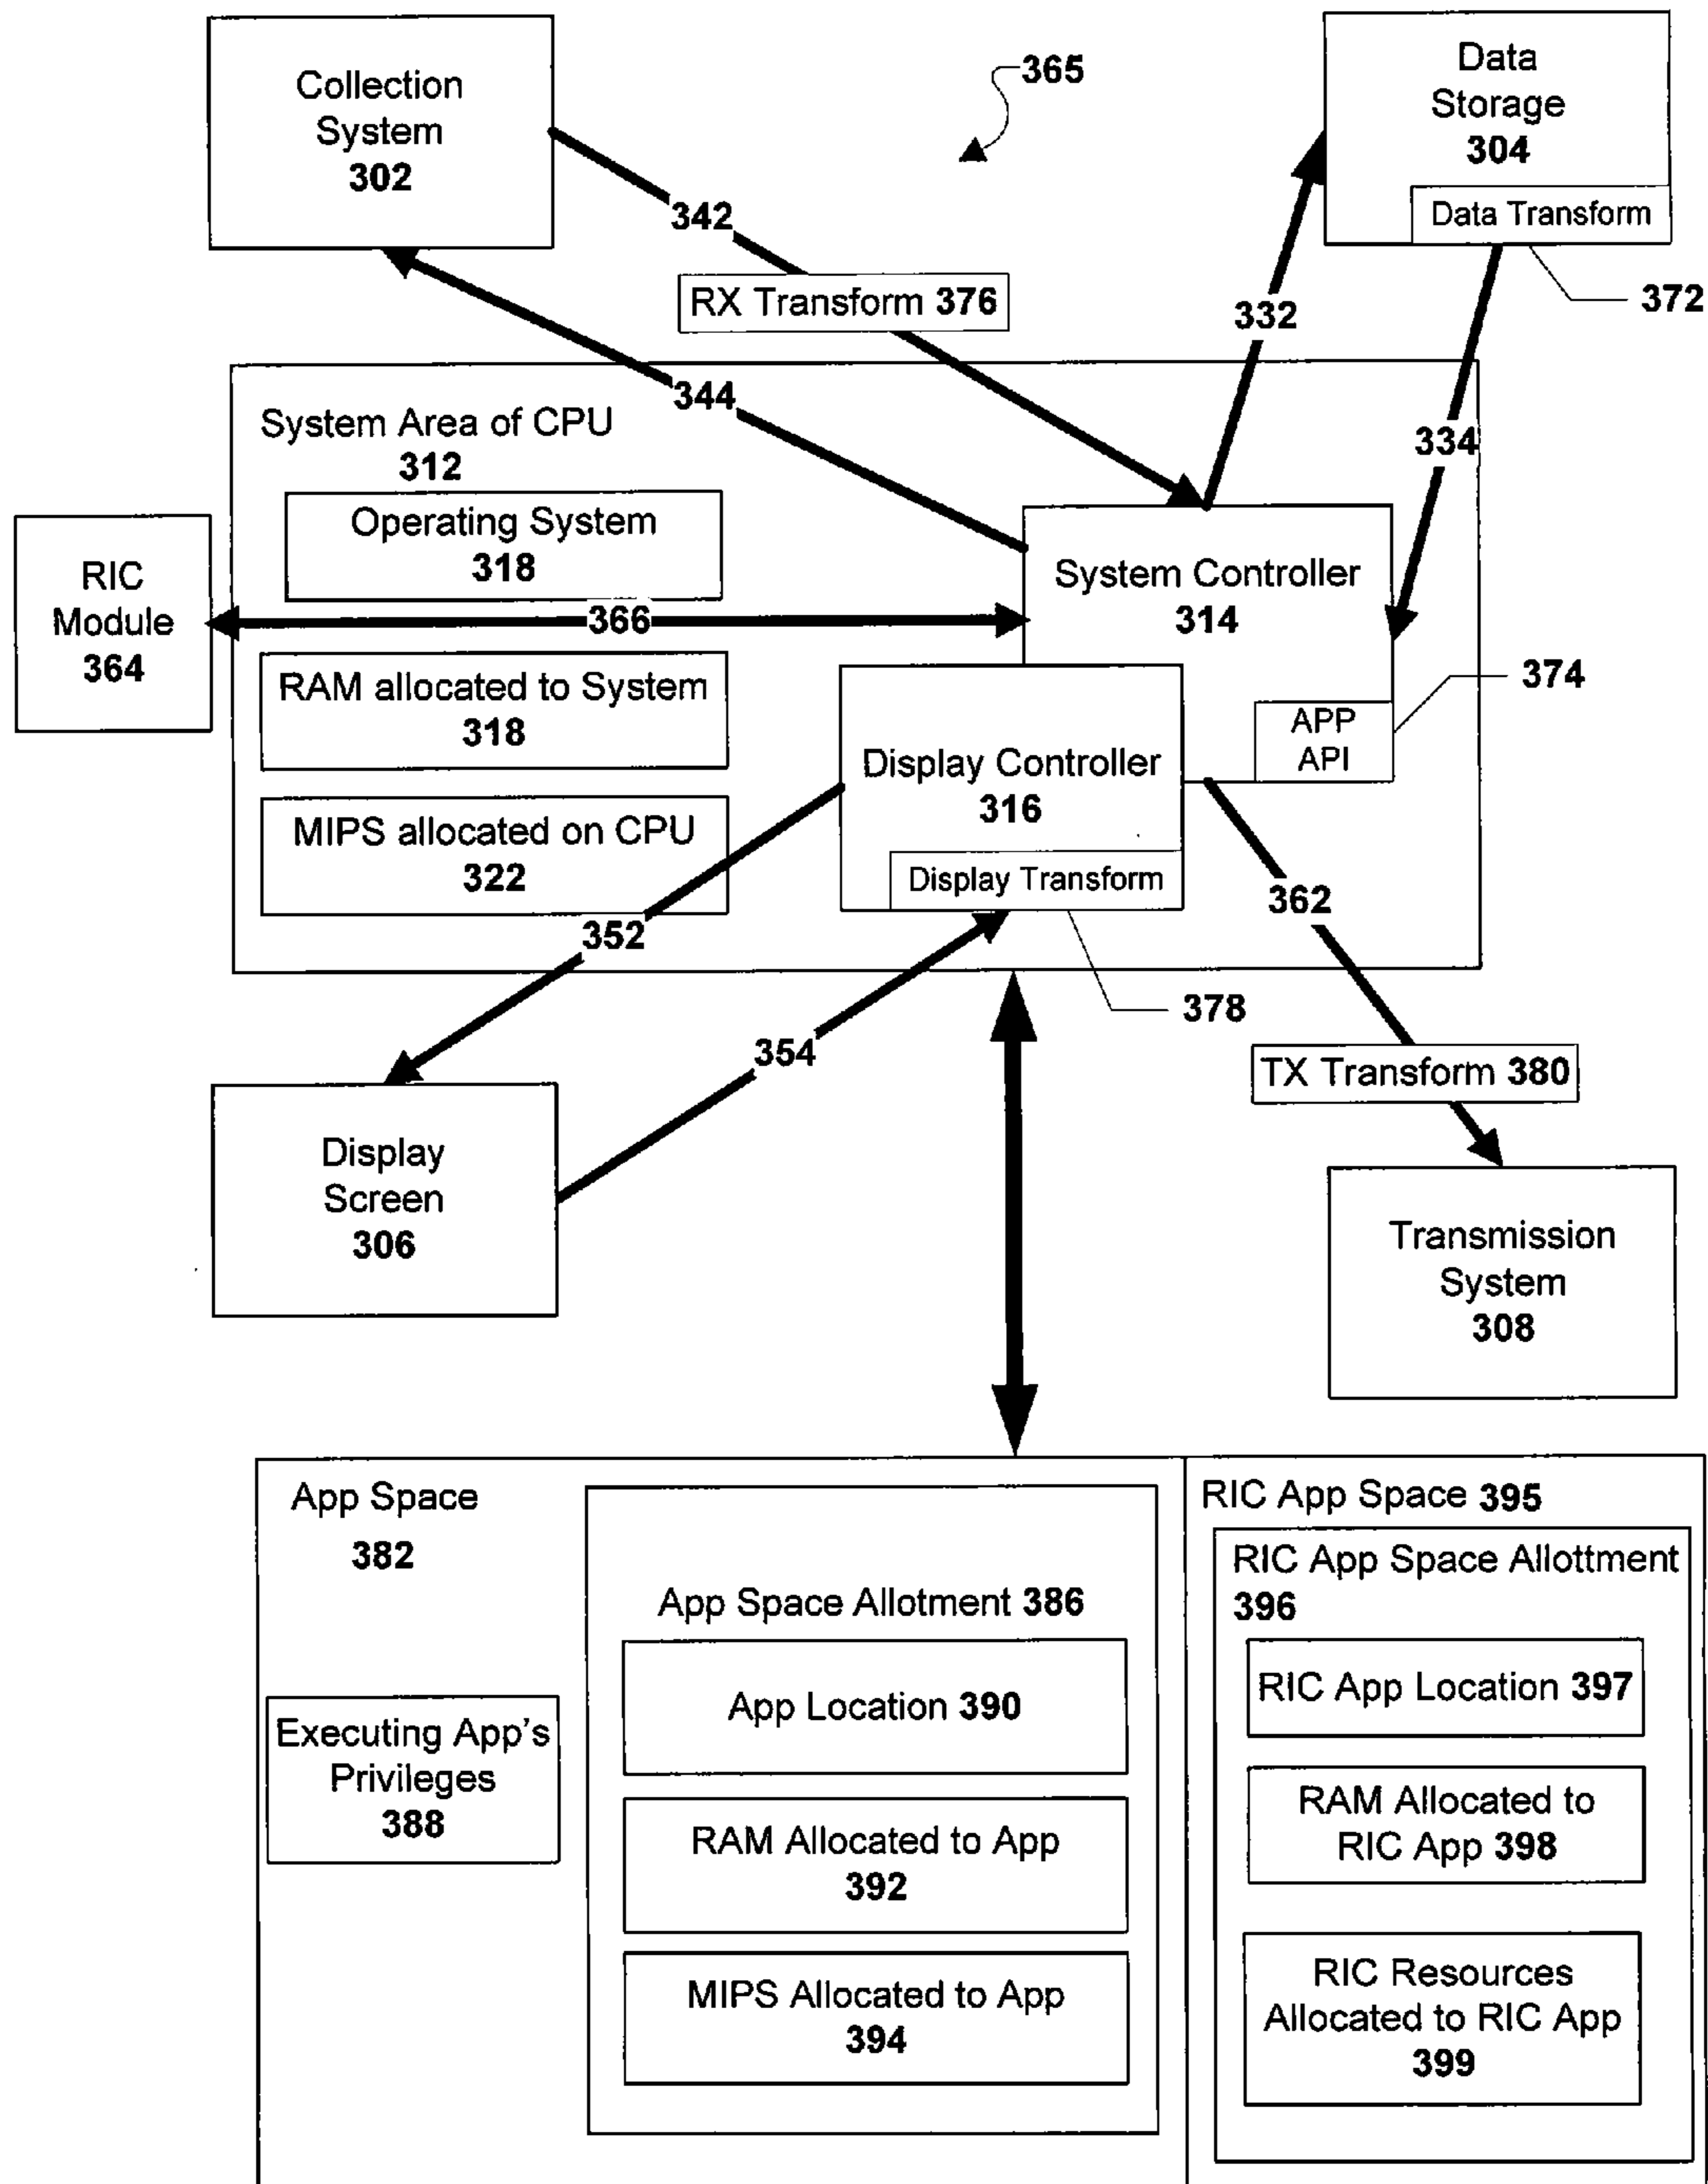 Collection
System
302
365
Data
Storage
304
Data Transform
372
342
RX Transform 376
332
344
334
System Area of CPU
312
Operating System
318
RIC
Module
364
366
System Controller
314
RAM allocated to System
318
374
APP
API
Display Controller
316
MIPS allocated on CPU
322
Display Transform
362
352
378
354
TX Transform 380
Display
Screen
306
Transmission
System
308
App Space
382
RIC App Space 395
RIC App Space Allottment
396
App Space Allotment 386
App Location 390
RIC App Location 397
Executing App's
Privileges
388
RAM Allocated to App
392
RAM Allocated to
RIC App 398
MIPS Allocated to App
394
RIC Resources
Allocated to RIC App
399